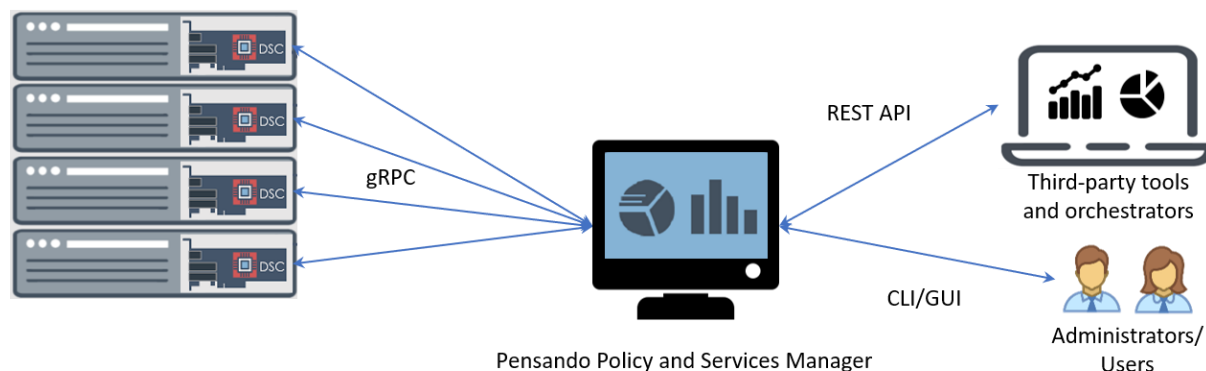 DSC
DSC
DSC
DSC
gRPC
REST API
Third-party tools
and orchestrators
CLI/GUI
Administrators/
Users
Pensando Policy and Services Manager